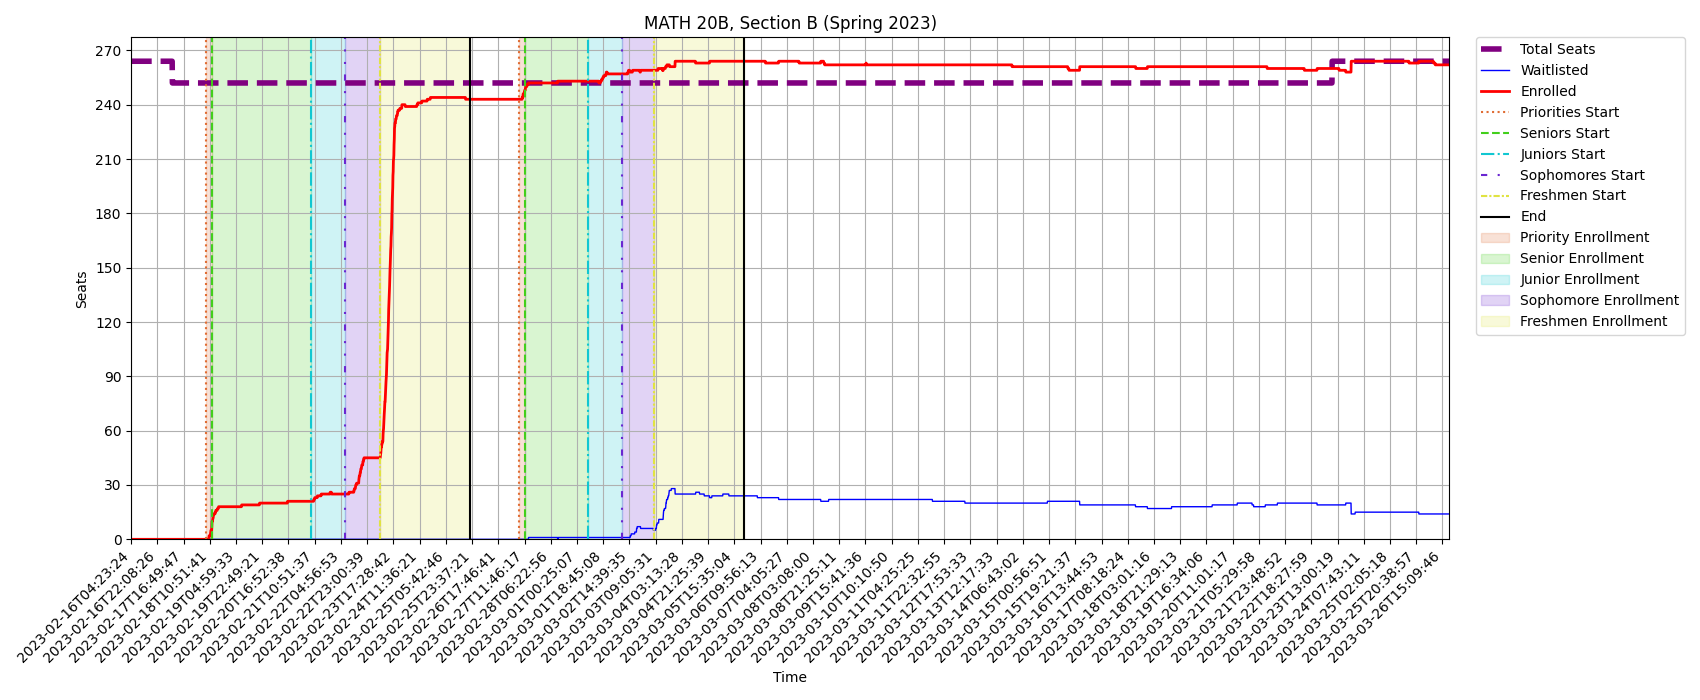 MATH 20B, Section B (Spring 2023)
Seats
270
240
210
180
150
120
90
60
30
0
2023-02-16T04:23:24
2023-02-16T22:08:26
2023-02-17T16:49:47
2023-02-18T10:51:41
2023-02-19T04:59:33
2023-02-19T22:49:21
2023-02-20T16:52:38
2023-02-21T10:51:37
2023-02-22T04:56:53
2023-02-22T23:00:39
2023-02-23T17:28:42
2023-02-24T11:36:21
2023-02-25T05:42:46
2023-02-25T23:37:21
2023-02-26T17:46:41
2023-02-27T11:46:17
2023-02-28T06:22:56
2023-03-01T00:25:07
2023-03-01T18:45:08
2023-03-02T14:39:35
2023-03-03T09:05:31
2023-03-04T03:13:28
2023-03-04T21:25:39
2023-03-05T15:35:04
2023-03-06T09:56:13
2023-03-07T04:05:27
2023-03-08T03:08:00
2023-03-08T21:25:11
2023-03-09T15:41:36
2023-03-10T10:10:50
2023-03-11T04:25:25
2023-03-11T22:32:55
2023-03-12T17:53:33
2023-03-13T12:17:33
2023-03-14T06:43:02
2023-03-15T00:56:51
2023-03-15T19:21:37
2023-03-16T13:44:53
2023-03-17T08:18:24
2023-03-18T03:01:16
2023-03-18T21:29:13
2023-03-19T16:34:06
2023-03-20T11:01:17
2023-03-21T05:29:58
2023-03-21T23:48:52
2023-03-22T18:27:59
2023-03-23T13:00:19
2023-03-24T07:43:11
2023-03-25T02:05:18
2023-03-25T20:38:57
2023-03-26T15:09:46
Time
Total Seats
Waitlisted
Enrolled
Priorities Start
Seniors Start
Juniors Start
Sophomores Start
Freshmen Start
End
Priority Enrollment
Senior Enrollment
Junior Enrollment
Sophomore Enrollment
Freshmen Enrollment